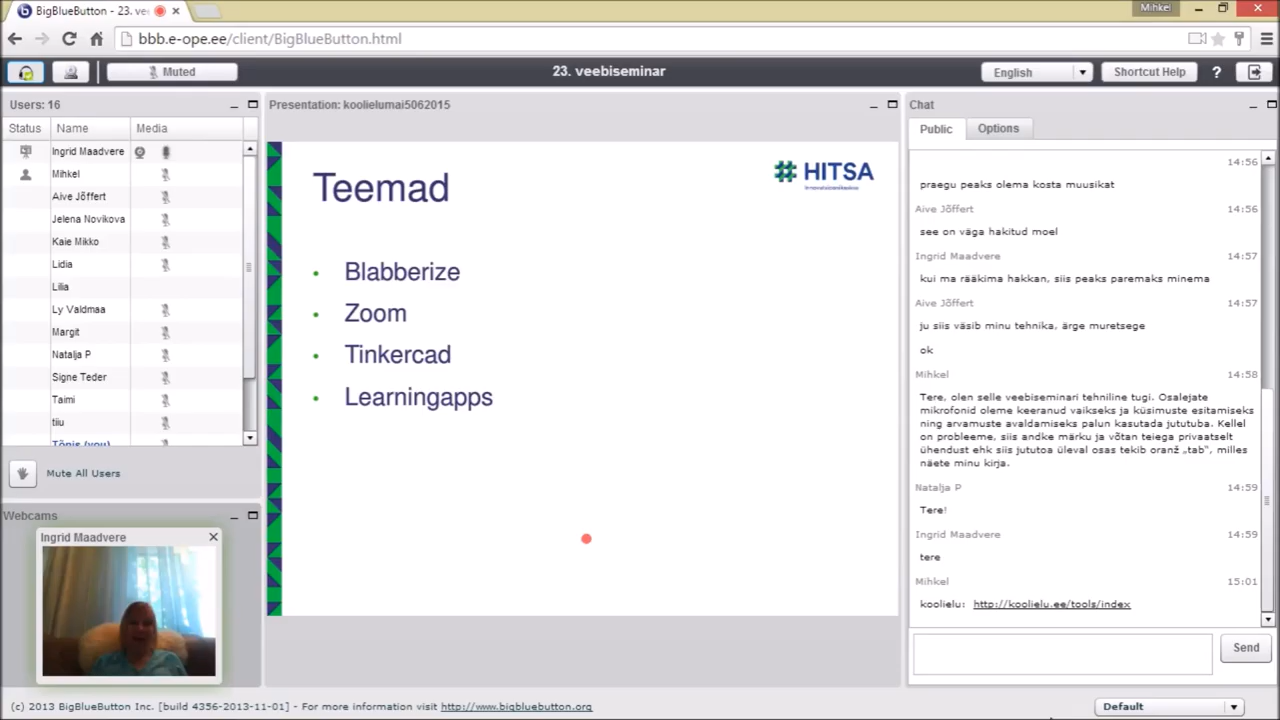 BigBlueButton - 23. vee
Mihkel
bbb.e-ope.ee/client/BigBlueButton.html
Muted
23. veebiseminar
English
Shortcut Help
?
Users: 16
Status Name Media
Ingrid Maadvere
Mihkel
Aive Jõffert
Jelena Novikova
Kaie Mikko
Lidia
Lilia
Ly Valdmaa
Margit
Natalja P
Signe Teder
Taimi
tiiu
Tõnis (you)
Mute All Users
Webcams
Ingrid Maadvere
Presentation: koolielumai5062015
HITSA
Teemad
• Blabberize
• Zoom
• Tinkercad
• Learningapps
Chat
Public Options
14:56
praegu peaks olema kosta muusikat
Aive Jõffert 14:56
see on väga hakitud moel
Ingrid Maadvere 14:57
kui ma rääkima hakkan, siis peaks paremaks minema
Aive Jõffert 14:57
ju siis väsib minu tehnika, ärge muretsege
ok
Mihkel 14:58
Tere, olen selle veebiseminari tehniline tugi. Osalejate
mikrofonid oleme keeranud vaikseks ja küsimuste esitamiseks
ning arvamuste avaldamiseks palun kasutada jututuba. Kellel
on probleeme, siis andke märku ja võtan teiega privaatselt
ühendust ehk siis jututoa üleval osas tekib oranž „tab“, milles
näete minu kirja.
Natalja P 14:59
Tere!
Ingrid Maadvere 14:59
tere
Mihkel 15:01
koolielu: http://koolielu.ee/tools/index
Send
(c) 2013 BigBlueButton Inc. [build 4356-2013-11-01] - For more information visit http://www.bigbluebutton.org
Default